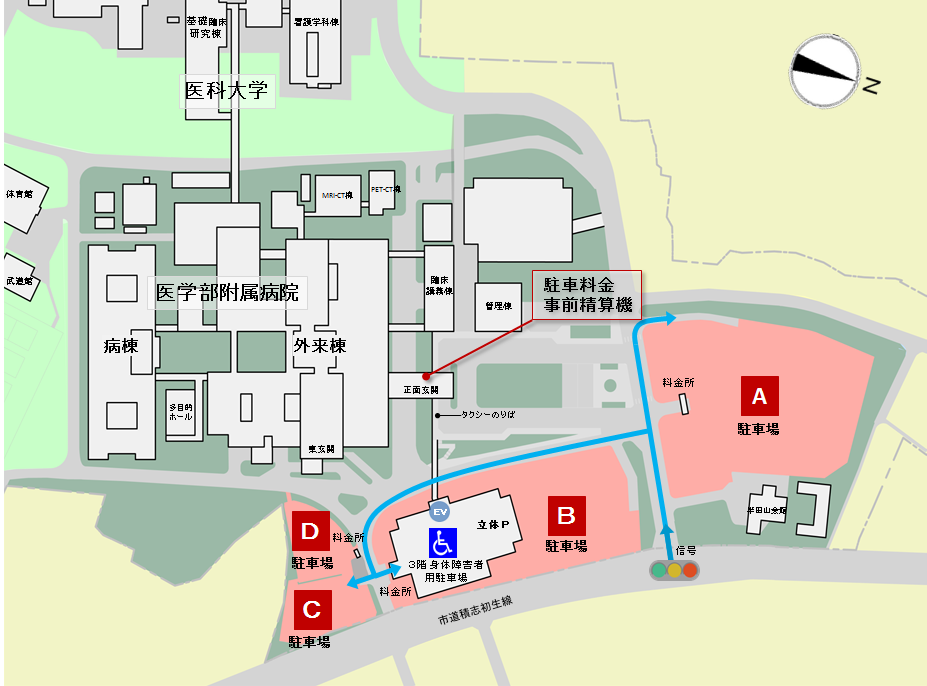 基礎臨床
研究棟
看護学科棟
医科大学
N
体育館
MRI-CT棟
PET-CT棟
武道館
医学部附属病院
臨床
講義棟
管理棟
駐車料金
事前精算機
病棟
外来棟
正面玄関
多目的
ホール
タクシーのりば
東玄関
料金所
A
駐車場
半田山会館
EV
立体P
B
駐車場
3階身体障害者
用駐車場
D
駐車場
料金所
料金所
C
駐車場
信号
市道積志初生線